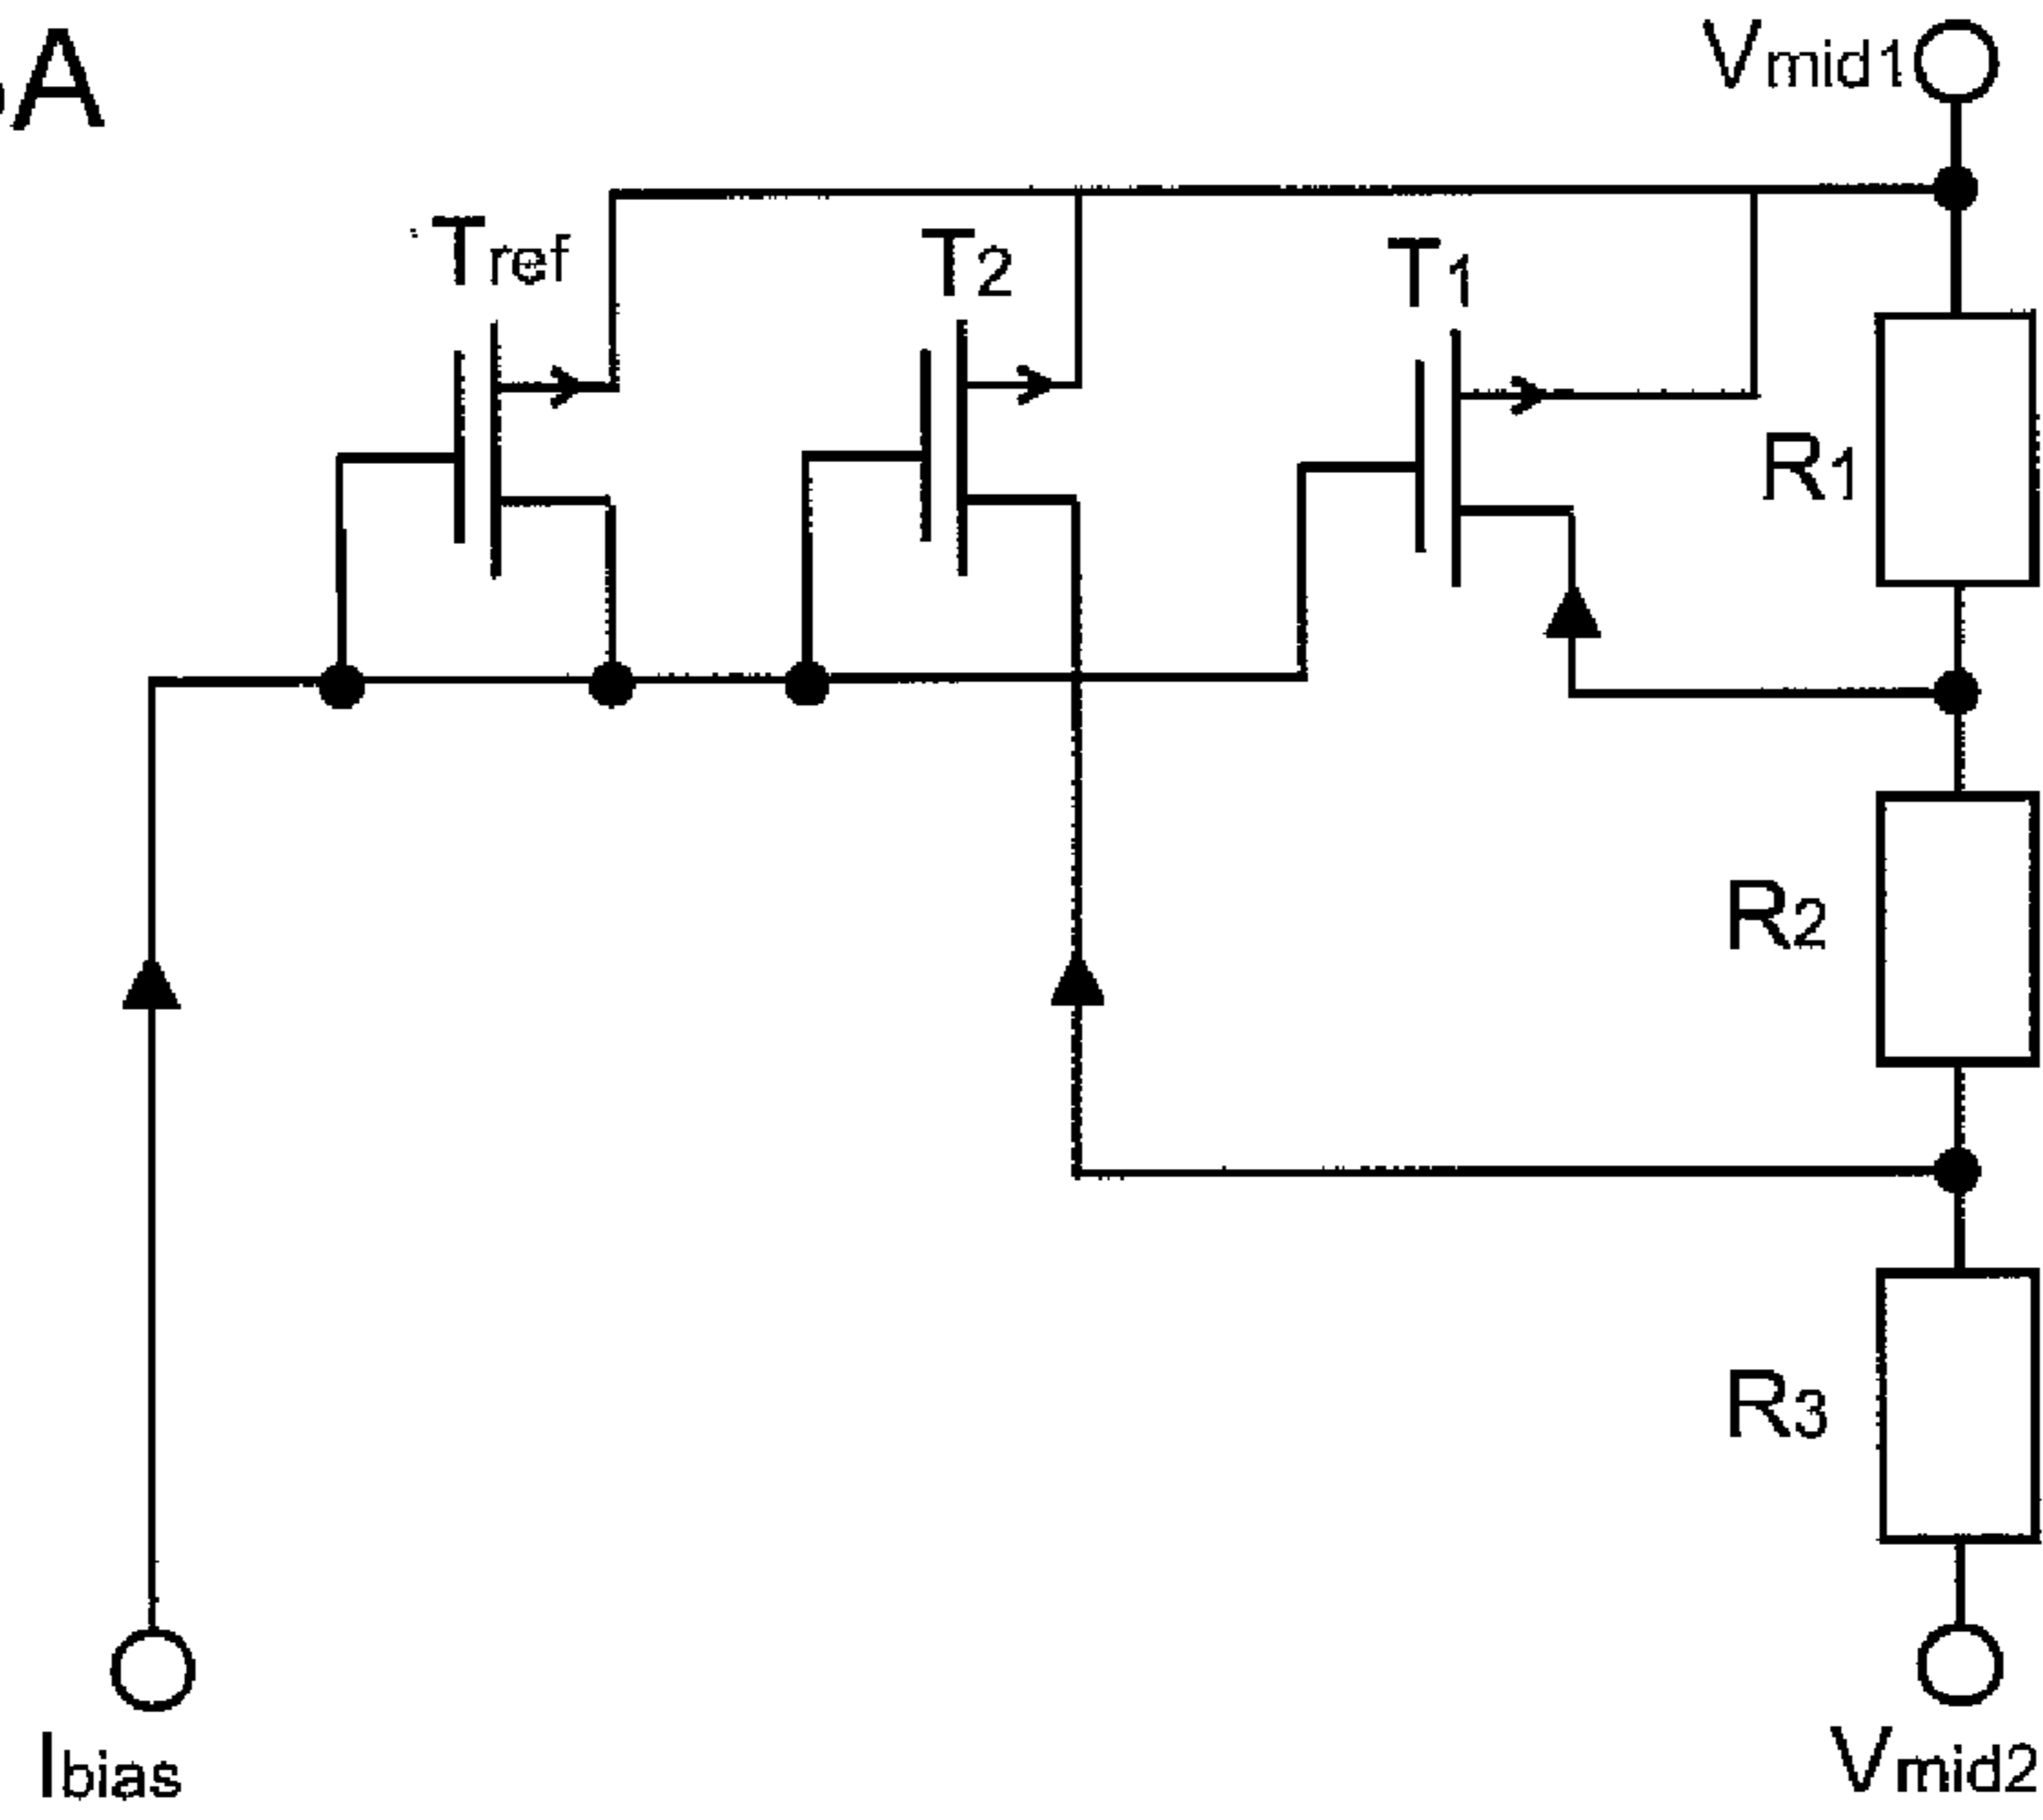 A
Vmid1
Tref
T2
T1
R1
R2
R3
Ibias
Vmid2